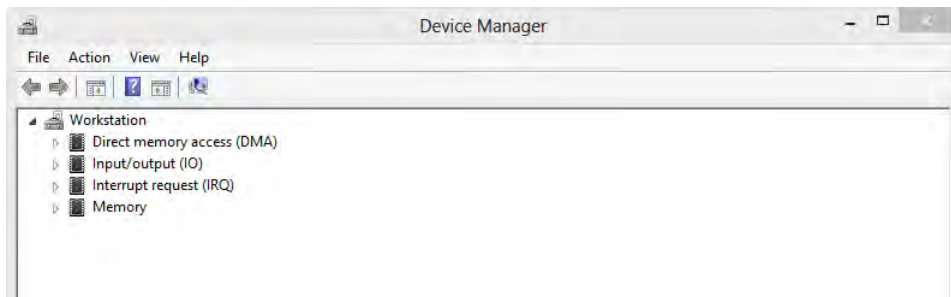 Device Manager
File Action View Help
Workstation
Direct memory access (DMA)
Input/output (IO)
Interrupt request (IRQ)
Memory